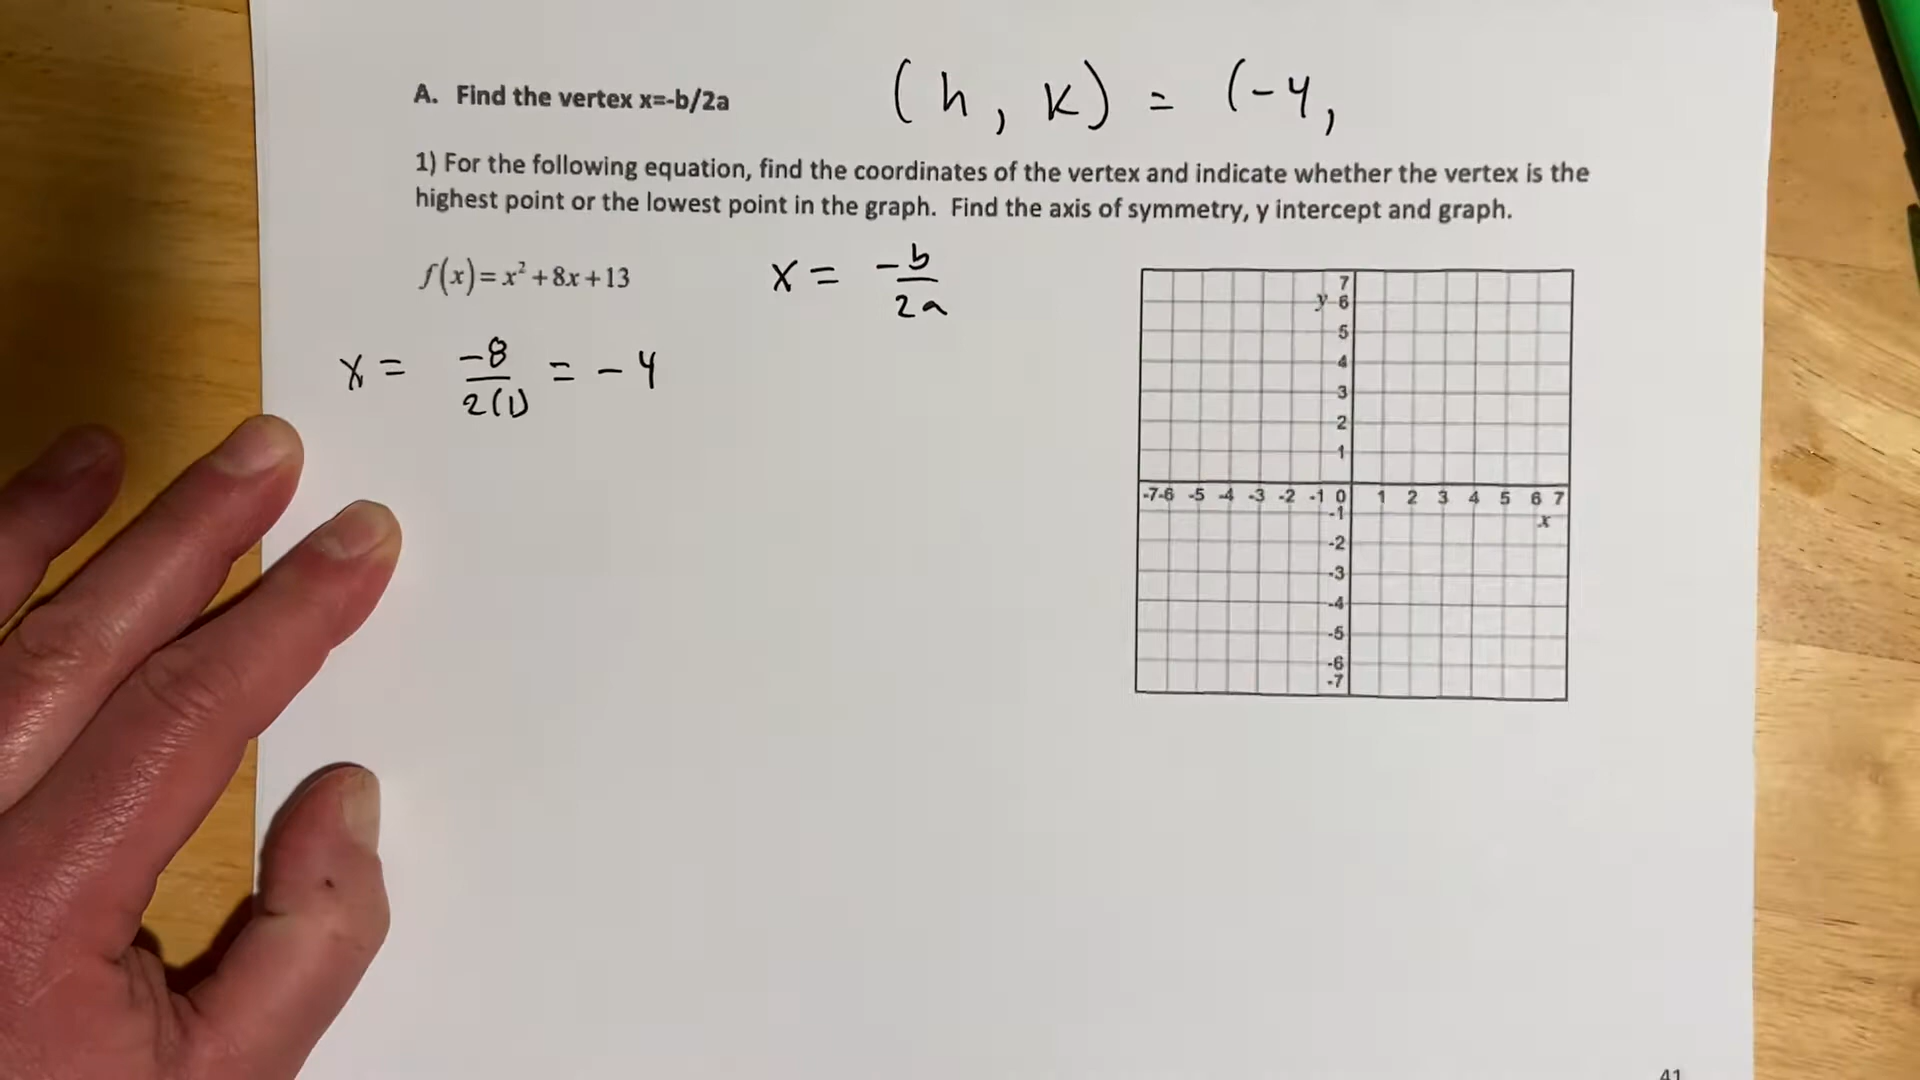 A. Find the vertex x=-b/2a (h, k) = (-4,
1) For the following equation, find the coordinates of the vertex and indicate whether the vertex is the
highest point or the lowest point in the graph. Find the axis of symmetry, y intercept and graph.
f(x)=x²+8x+13 x = -b/2a
x = -8/2(1) = -4
7
y 6
5
4
3
2
1
-7-6 -5 -4 -3 -2 -1 0 1 2 3 4 5 6 7
-1 x
-2
-3
-4
-5
-6
-7
41